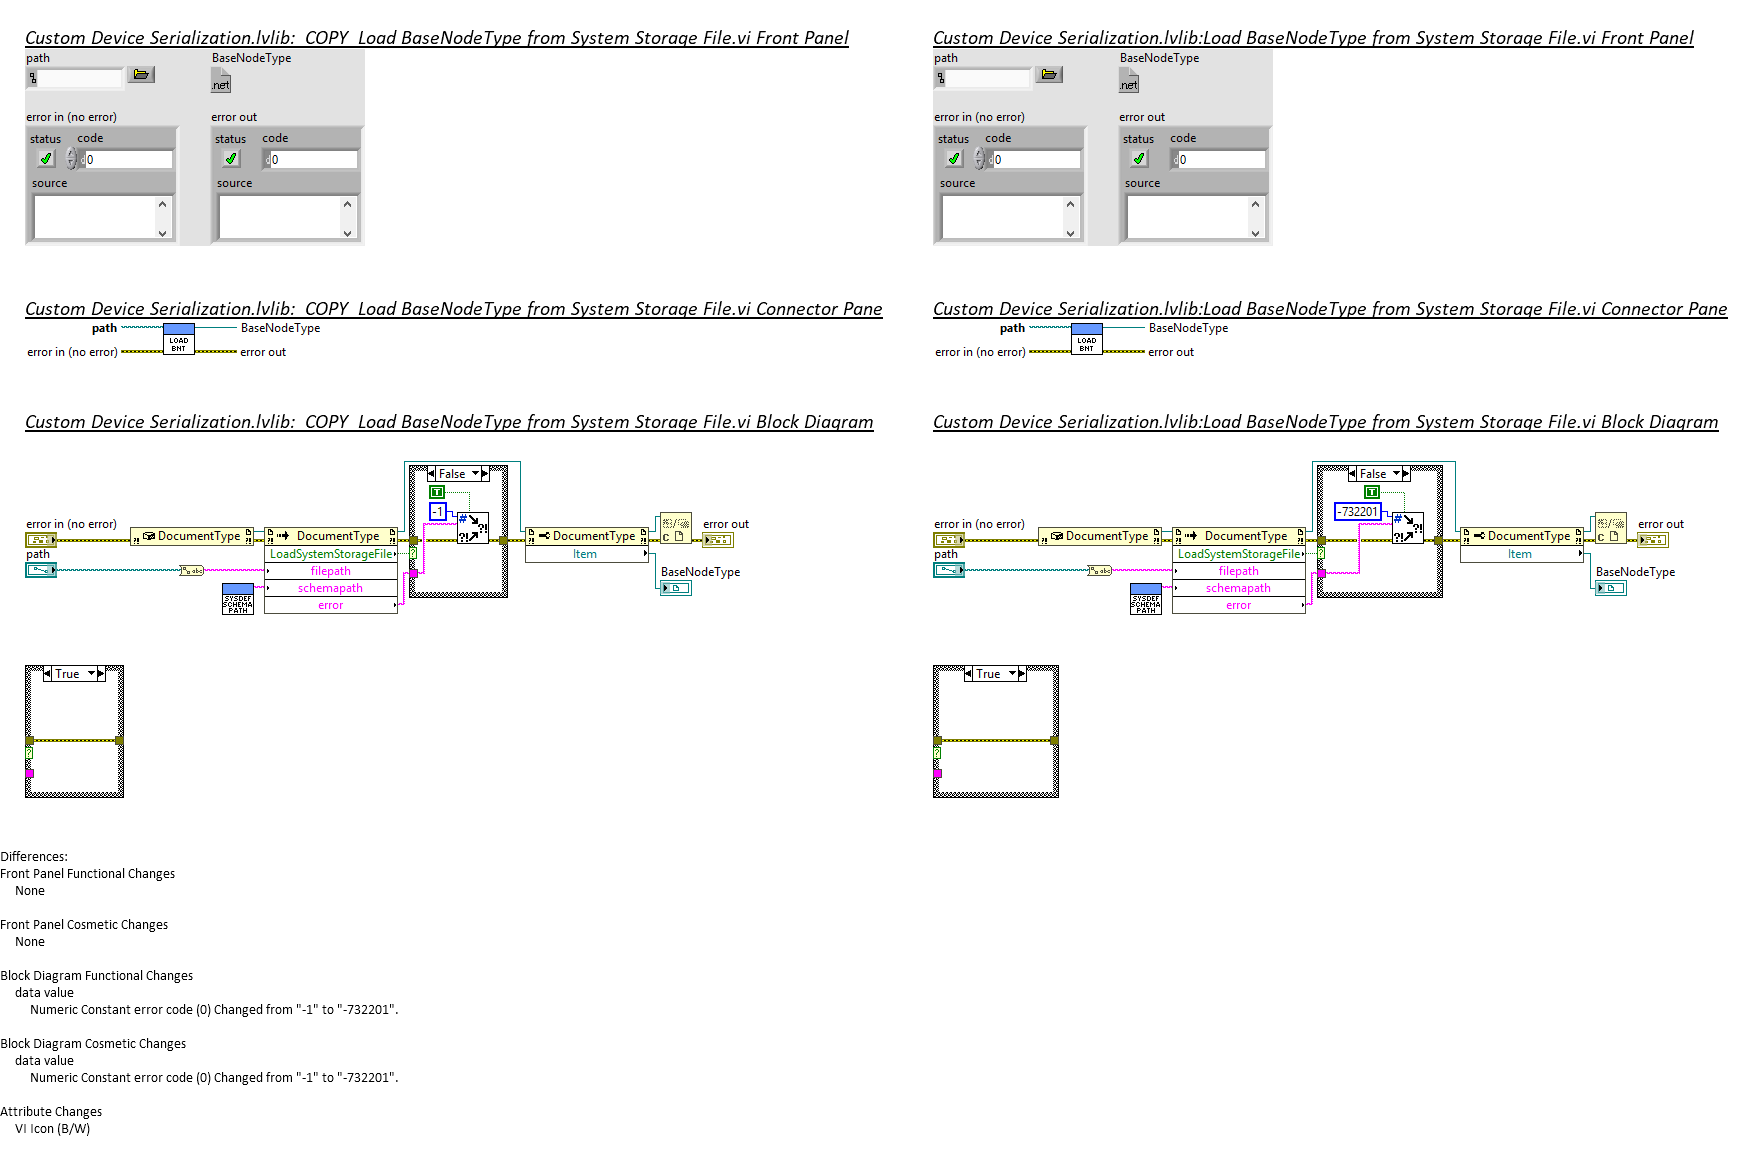 Custom Device Serialization.lvlib:  COPY  Load BaseNodeType from System Storage File.vi Front Panel
path
BaseNodeType
.net
error in (no error)
error out
status
code
status
code
0
0
source
source
Custom Device Serialization.lvlib:Load BaseNodeType from System Storage File.vi Front Panel
path
BaseNodeType
.net
error in (no error)
error out
status
code
status
code
0
0
source
source
Custom Device Serialization.lvlib:  COPY  Load BaseNodeType from System Storage File.vi Connector Pane
path
BaseNodeType
LOAD
BNT
error in (no error)
error out
Custom Device Serialization.lvlib:Load BaseNodeType from System Storage File.vi Connector Pane
path
BaseNodeType
LOAD
BNT
error in (no error)
error out
Custom Device Serialization.lvlib:  COPY  Load BaseNodeType from System Storage File.vi Block Diagram
False
T
-1
error in (no error)
DocumentType
DocumentType
DocumentType
error out
path
LoadSystemStorageFile
Item
filepath
BaseNodeType
schemapath
SYSDEF
SCHEMA
PATH
error
True
Custom Device Serialization.lvlib:Load BaseNodeType from System Storage File.vi Block Diagram
False
T
-732201
error in (no error)
DocumentType
DocumentType
DocumentType
error out
path
LoadSystemStorageFile
Item
filepath
BaseNodeType
schemapath
SYSDEF
SCHEMA
PATH
error
True
Differences:
Front Panel Functional Changes
None
Front Panel Cosmetic Changes
None
Block Diagram Functional Changes
data value
Numeric Constant error code (0) Changed from "-1" to "-732201".
Block Diagram Cosmetic Changes
data value
Numeric Constant error code (0) Changed from "-1" to "-732201".
Attribute Changes
VI Icon (B/W)